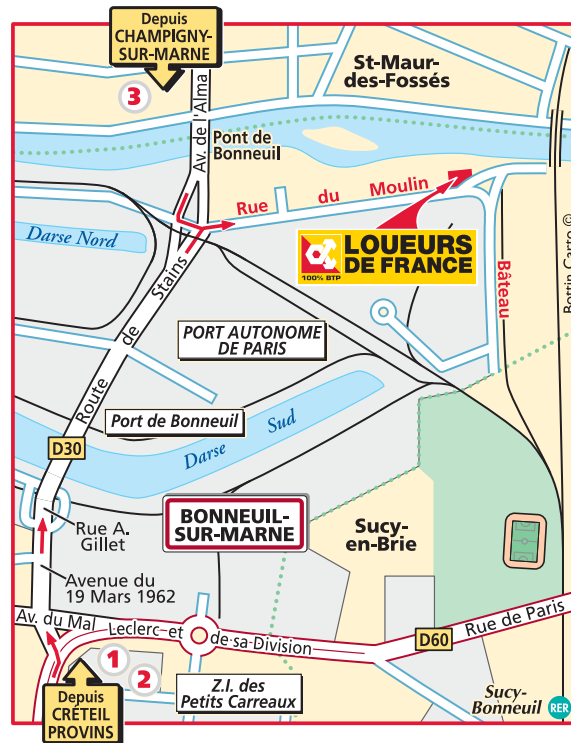 Depuis
CHAMPIGNY-
SUR-MARNE
3
St-Maur-
des-Fossés
Av. de l'Alma
Pont de
Bonneuil
Rue du Moulin
Darse Nord
LOUEURS
DE FRANCE
100% BTP
Bâteau
Bottin Carto ©
Route de Stains
PORT AUTONOME
DE PARIS
Port de Bonneuil
Darse Sud
D30
BONNEUIL-
SUR-MARNE
Sucy-
en-Brie
Rue A.
Gillet
Avenue du
19 Mars 1962
Av. du Mal Leclerc et de sa Division
D60
Rue de Paris
1
2
Depuis
CRÉTEIL
PROVINS
Z.I. des
Petits Carreaux
Sucy-
Bonneuil
RER